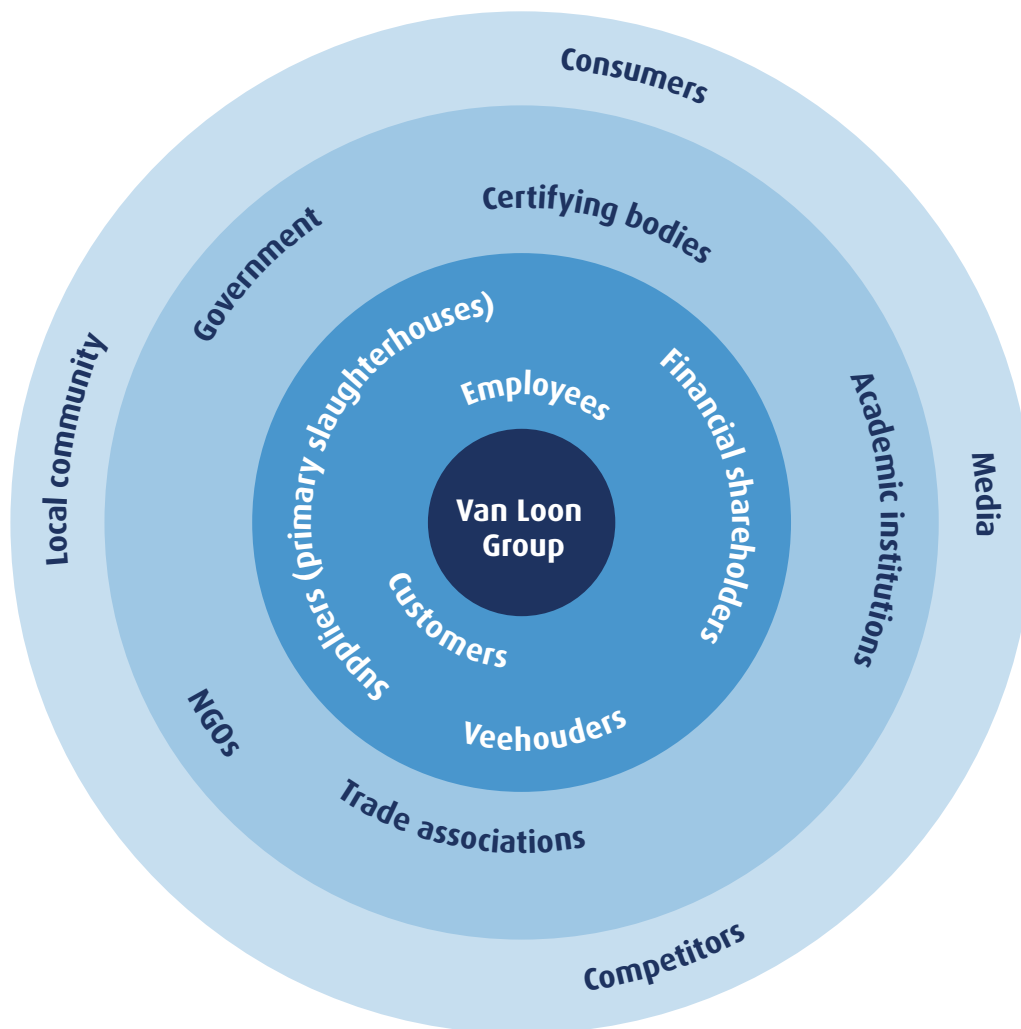 Consumers
Certifying bodies
Government
Local community
Suppliers (primary slaughterhouses)
Employees
Financial shareholders
Academic institutions
Media
Van Loon
Group
Customers
Veehouders
NGOs
Trade associations
Competitors